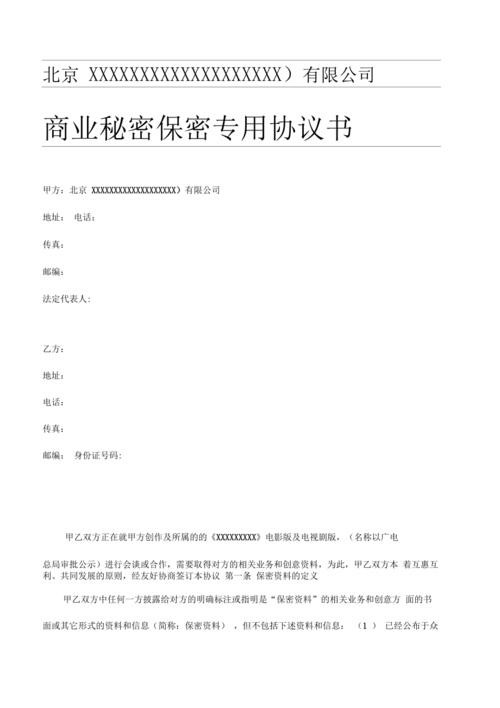 北京 XXXXXXXXXXXXXXXXXXX）有限公司
商业秘密保密专用协议书
甲方：北京 XXXXXXXXXXXXXXXXXXX）有限公司
地址： 电话：
传真：
邮编：
法定代表人:
乙方：
地址：
电话：
传真：
邮编： 身份证号码:
甲乙双方正在就甲方创作及所属的的《XXXXXXXXX》电影版及电视剧版，（名称以广电
总局审批公示）进行会谈或合作，需要取得对方的相关业务和创意资料，为此，甲乙双方本 着互惠互
利、共同发展的原则，经友好协商签订本协议 第一条 保密资料的定义
甲乙双方中任何一方披露给对方的明确标注或指明是“保密资料”的相关业务和创意方 面的书
面或其它形式的资料和信息（简称：保密资料） ，但不包括下述资料和信息： （1 ） 已经公布于众